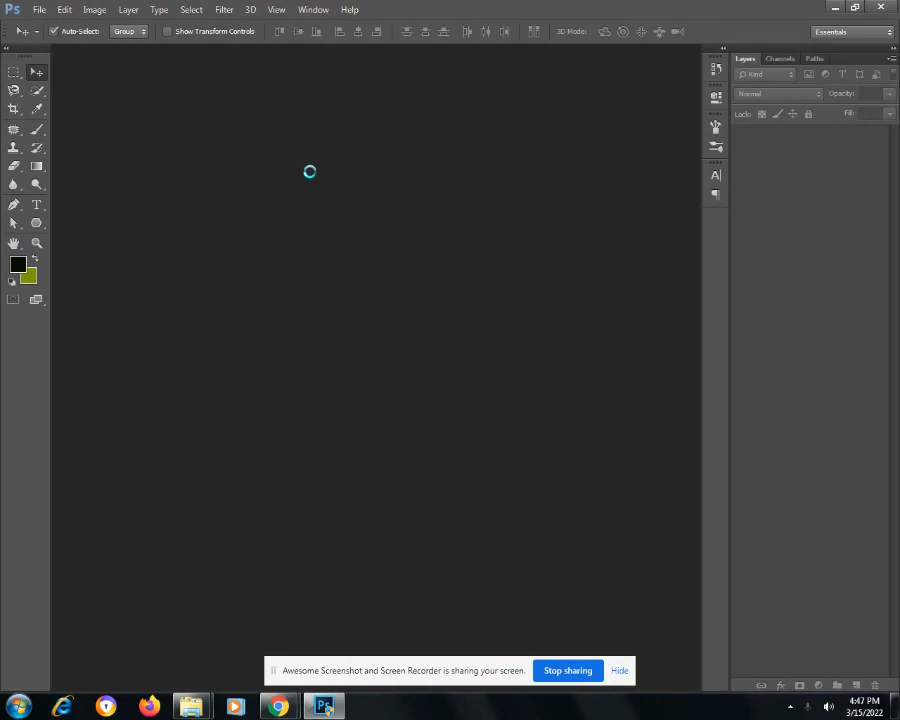 Ps File Edit Image Layer Type Select Filter 3D View Window Help
Auto-Select: Group Show Transform Controls 3D Mode: Essentials
Layers Channels Paths
Kind
Normal Opacity:
Lock: Fill:
Awesome Screenshot and Screen Recorder is sharing your screen. Stop sharing Hide
Ps
4:47 PM
3/15/2022